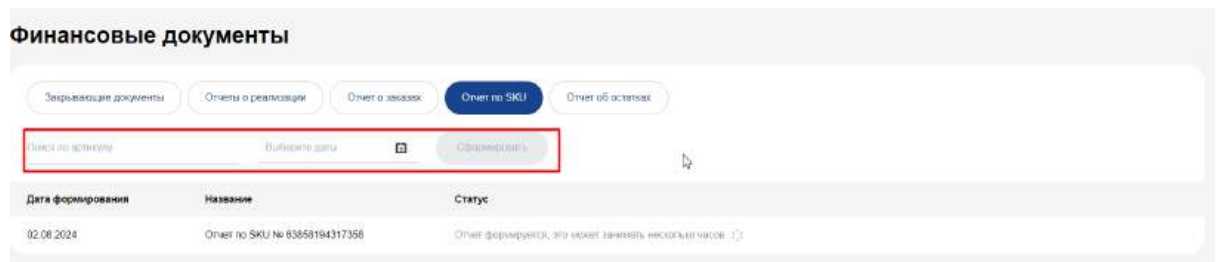 Финансовые документы
Закрывающие документы Отчеты о реализации Отчет о заказах Отчет по SKU Отчет об остатках
Поиск по артикулу Выберите даты Сформировать
Дата формирования Название Статус
02.08.2024 Отчет по SKU № 63858194317358 Отчет формируется, это может занимать несколько часов